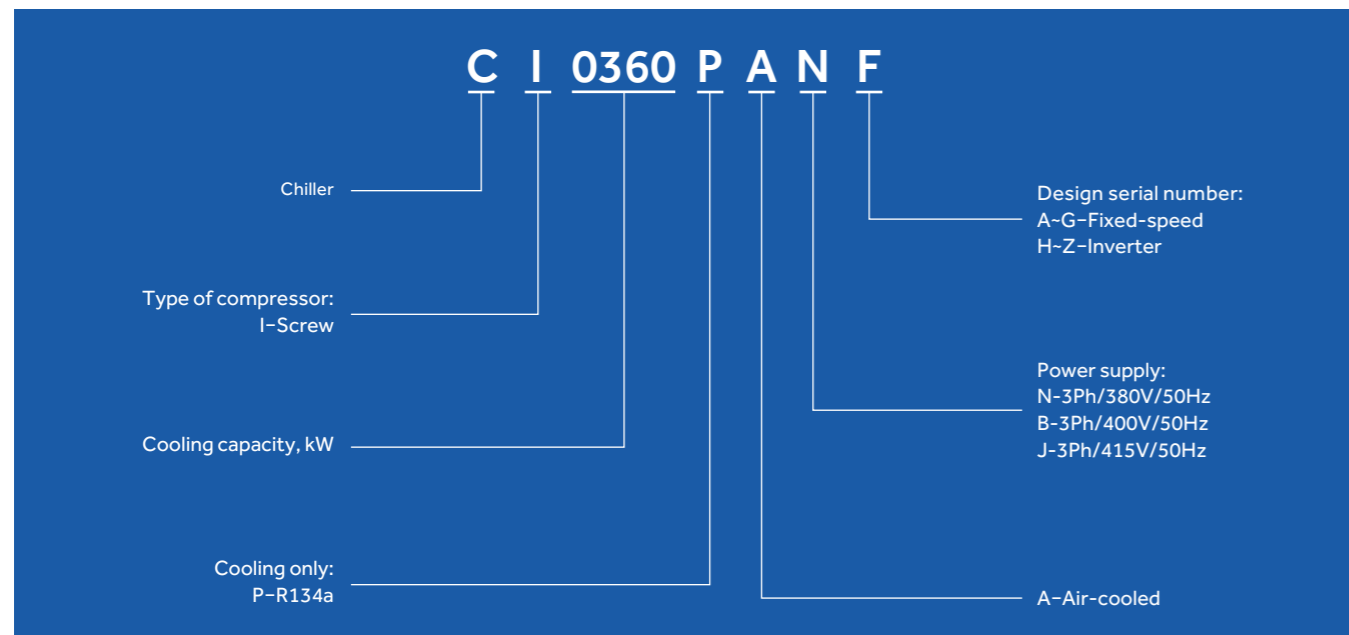 C I 0360 P A N F
Chiller
Type of compressor:
I–Screw
Cooling capacity, kW
Cooling only:
P–R134a
Design serial number:
A~G–Fixed-speed
H~Z–Inverter
Power supply:
N-3Ph/380V/50Hz
B-3Ph/400V/50Hz
J-3Ph/415V/50Hz
A–Air-cooled